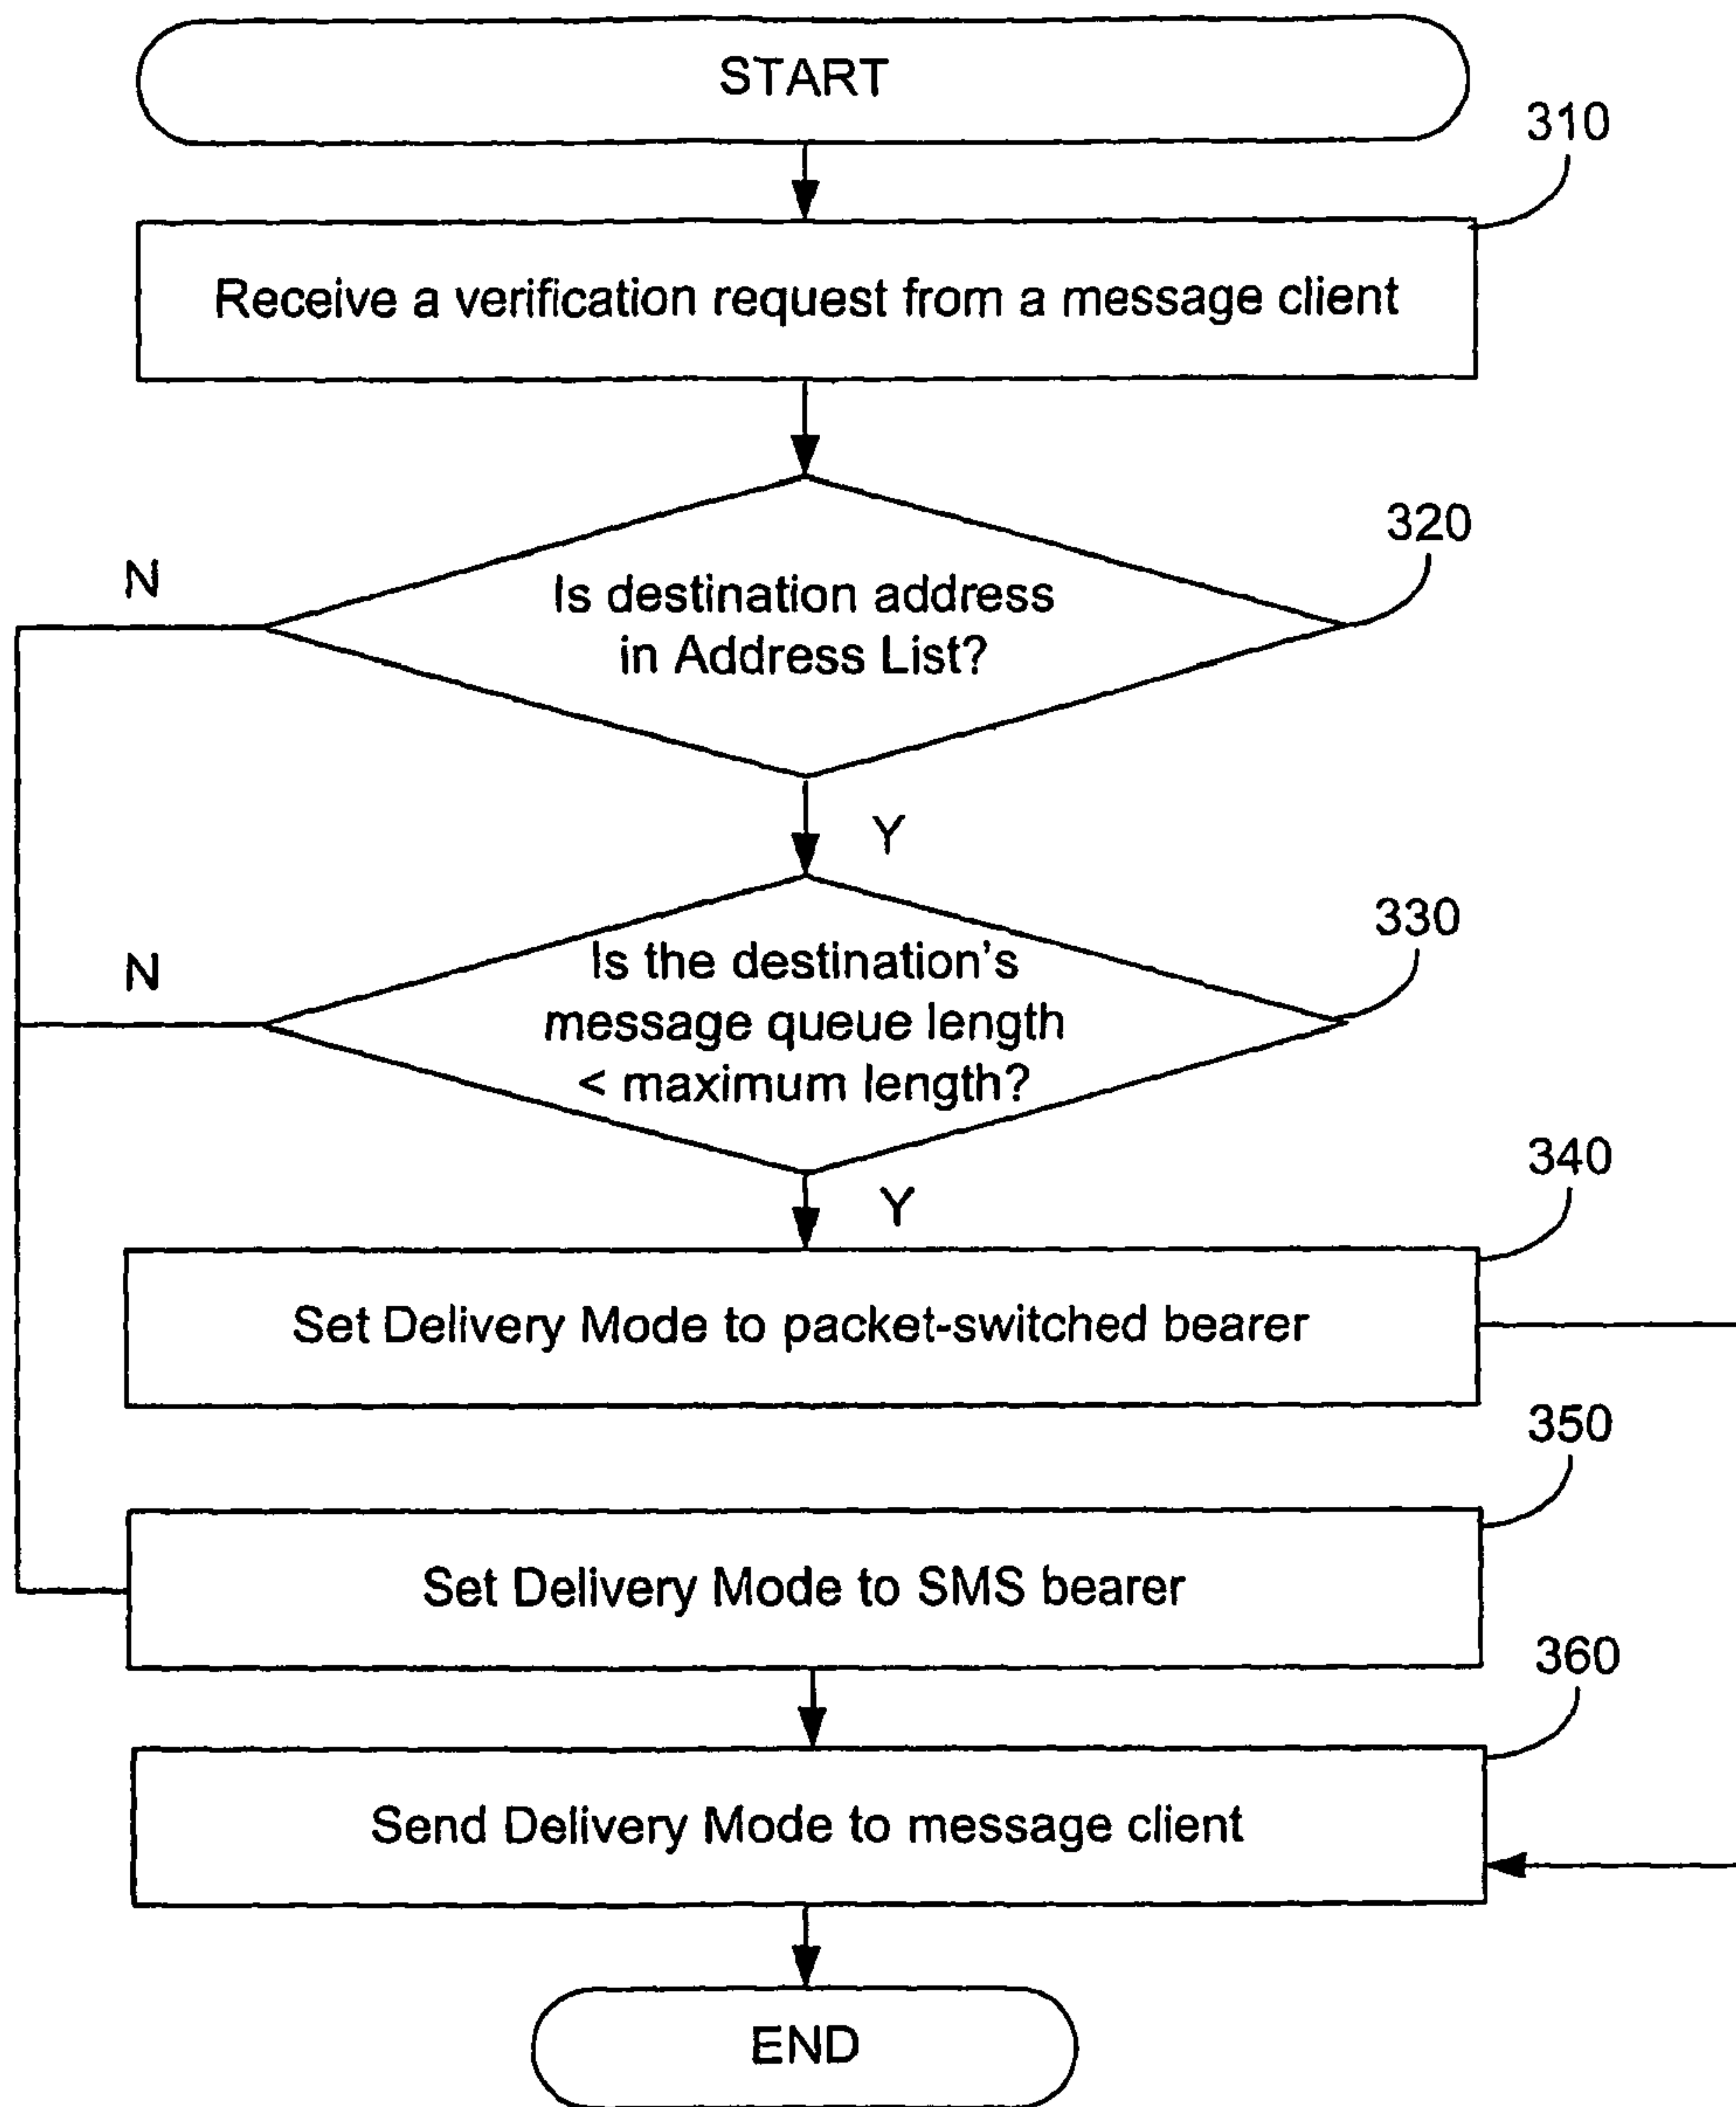 START
310
Receive a verification request from a message client
320
N
Is destination address
in Address List?
Y
330
N
Is the destination's
message queue length
< maximum length?
340
Y
Set Delivery Mode to packet-switched bearer
350
Set Delivery Mode to SMS bearer
360
Send Delivery Mode to message client
END